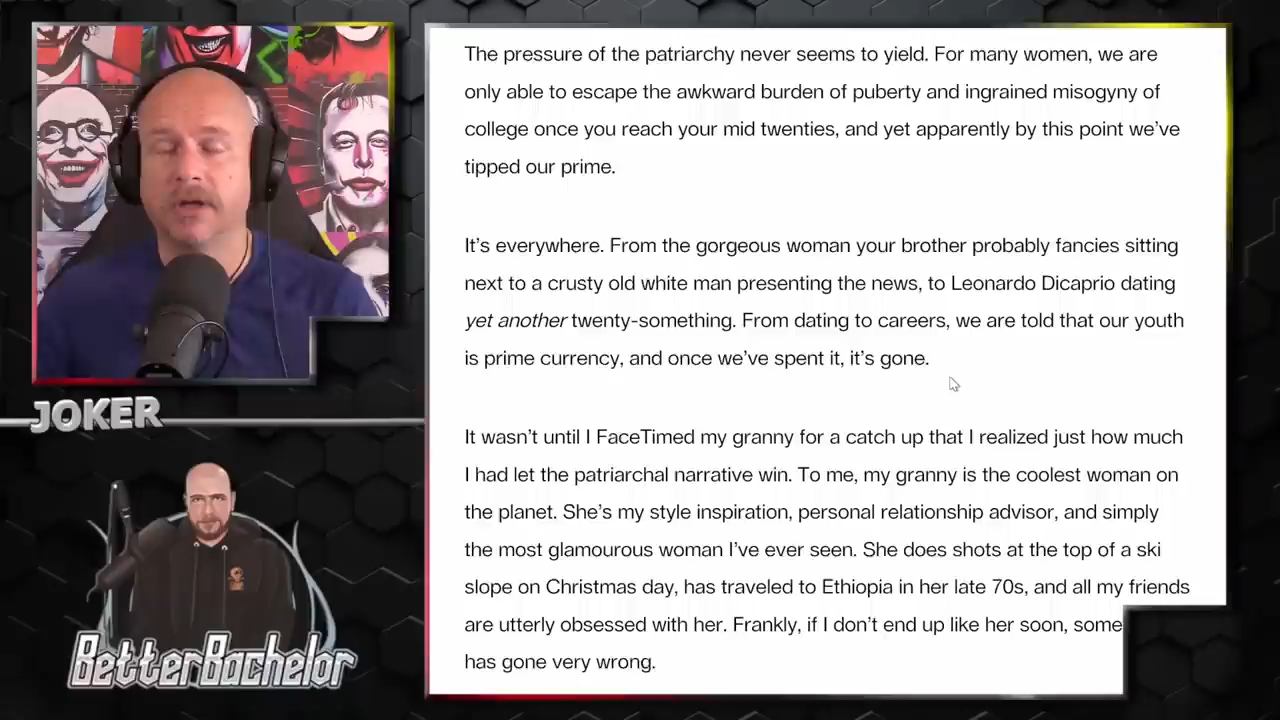 The pressure of the patriarchy never seems to yield. For many women, we are
only able to escape the awkward burden of puberty and ingrained misogyny of
college once you reach your mid twenties, and yet apparently by this point we've
tipped our prime.
It's everywhere. From the gorgeous woman your brother probably fancies sitting
next to a crusty old white man presenting the news, to Leonardo Dicaprio dating
yet another twenty-something. From dating to careers, we are told that our youth
is prime currency, and once we've spent it, it's gone.
It wasn't until I FaceTimed my granny for a catch up that I realized just how much
I had let the patriarchal narrative win. To me, my granny is the coolest woman on
the planet. She's my style inspiration, personal relationship advisor, and simply
the most glamourous woman I've ever seen. She does shots at the top of a ski
slope on Christmas day, has traveled to Ethiopia in her late 70s, and all my friends
are utterly obsessed with her. Frankly, if I don't end up like her soon, some
has gone very wrong.
JOKER
BetterBachelor